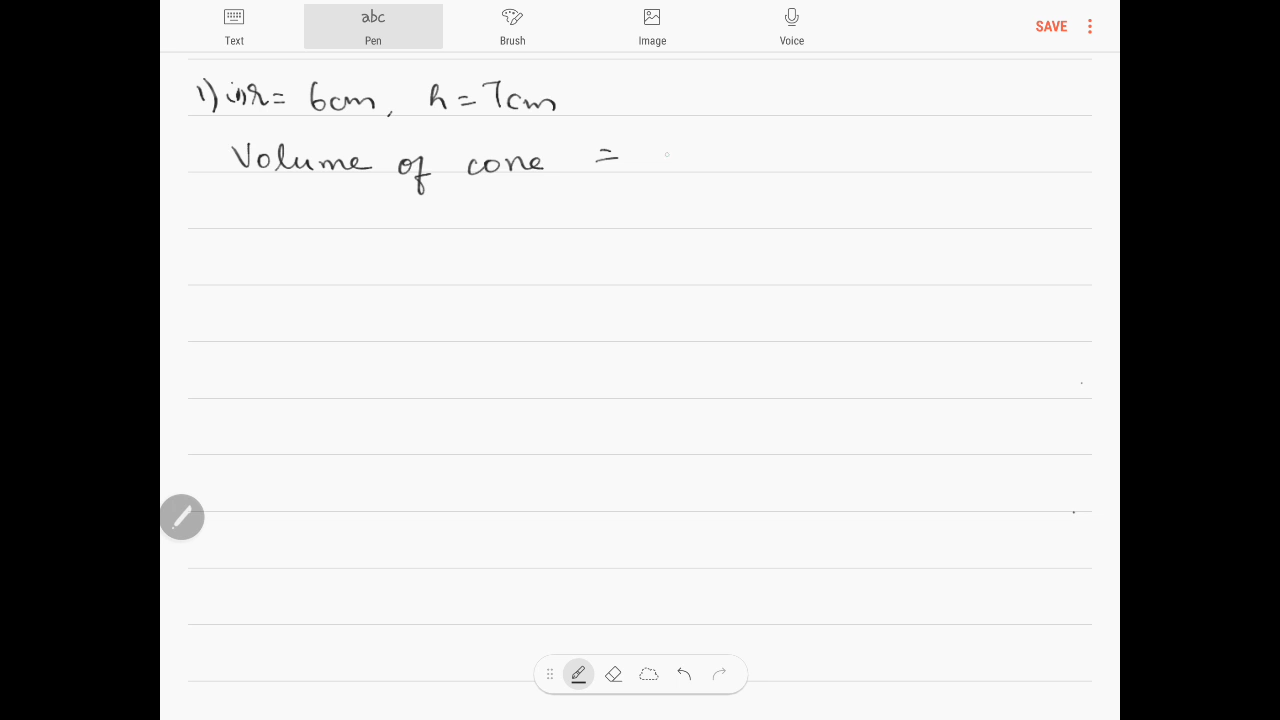 Text
abc
Pen
Brush
Image
Voice
SAVE
1) i) r = 6cm, h = 7cm
Volume of cone =